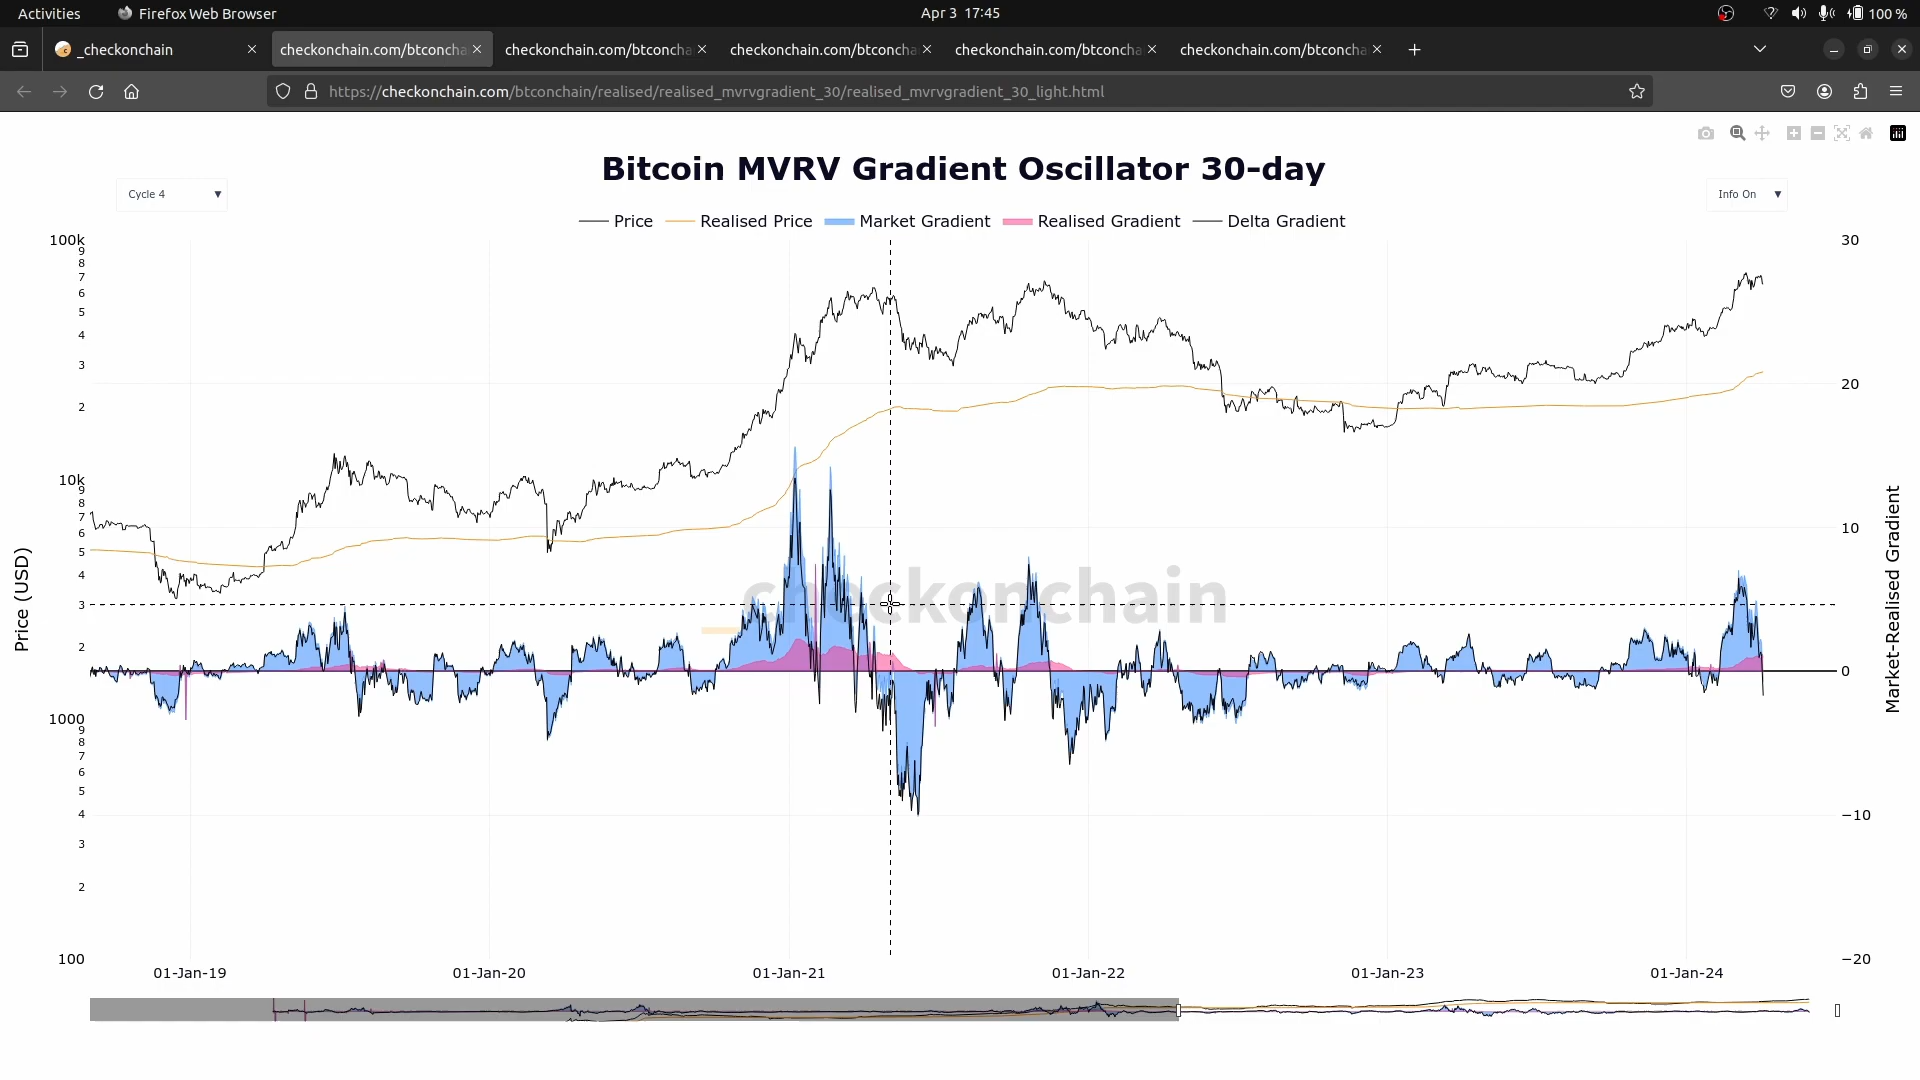 Activities Firefox Web Browser Apr 3 17:45 100 %
_checkonchain checkonchain.com/btconcha checkonchain.com/btconcha checkonchain.com/btconcha checkonchain.com/btconcha checkonchain.com/btconcha
https://checkonchain.com/btconchain/realised/realised_mvrvgradient_30/realised_mvrvgradient_30_light.html
Bitcoin MVRV Gradient Oscillator 30-day
Cycle 4 Info On
Price Realised Price Market Gradient Realised Gradient Delta Gradient
100k
9
8
7
6
5
4
3
2
10k
9
8
7
6
5
4
3
2
1000
9
8
7
6
5
4
3
2
100
Price (USD)
_checkonchain
30
20
10
0
−10
−20
Market-Realised Gradient
01-Jan-19 01-Jan-20 01-Jan-21 01-Jan-22 01-Jan-23 01-Jan-24